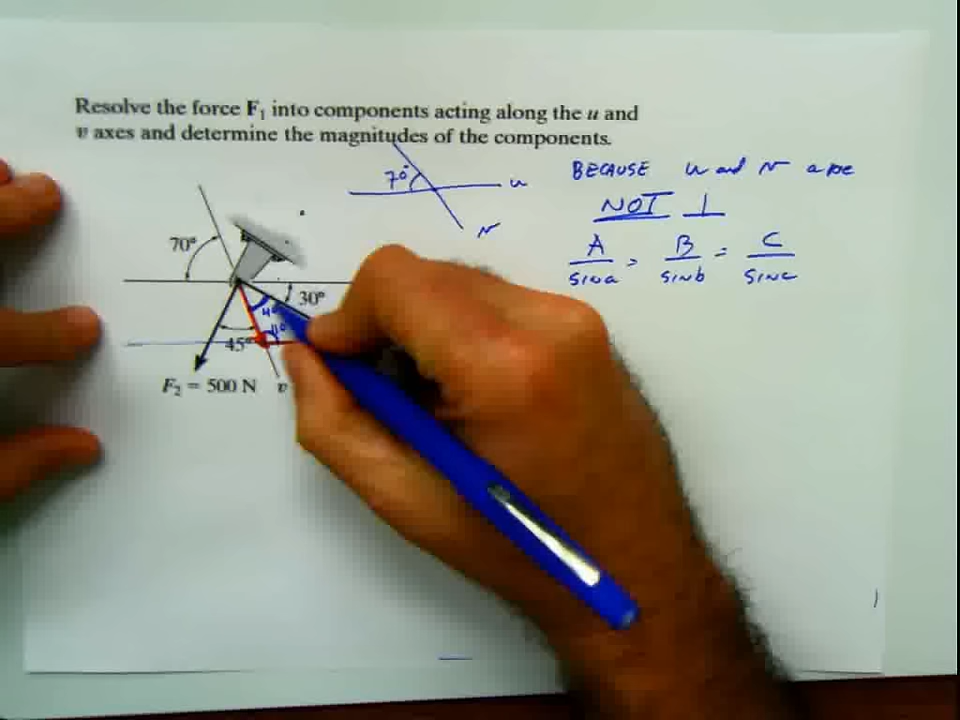 Resolve the force F₁ into components acting along the u and
v axes and determine the magnitudes of the components.
70° u
v
BECAUSE u and v are
NOT ⊥
A/sin a = B/sin b = C/sin c
70°
30°
45°
F₂ = 500 N v